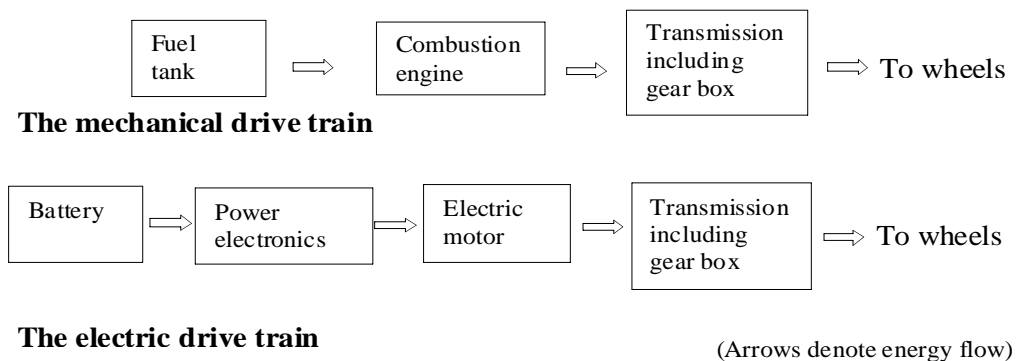 Fuel
tank
Combustion
engine
Transmission
including
gear box
To wheels
The mechanical drive train
Battery
Power
electronics
Electric
motor
Transmission
including
gear box
To wheels
The electric drive train
(Arrows denote energy flow)